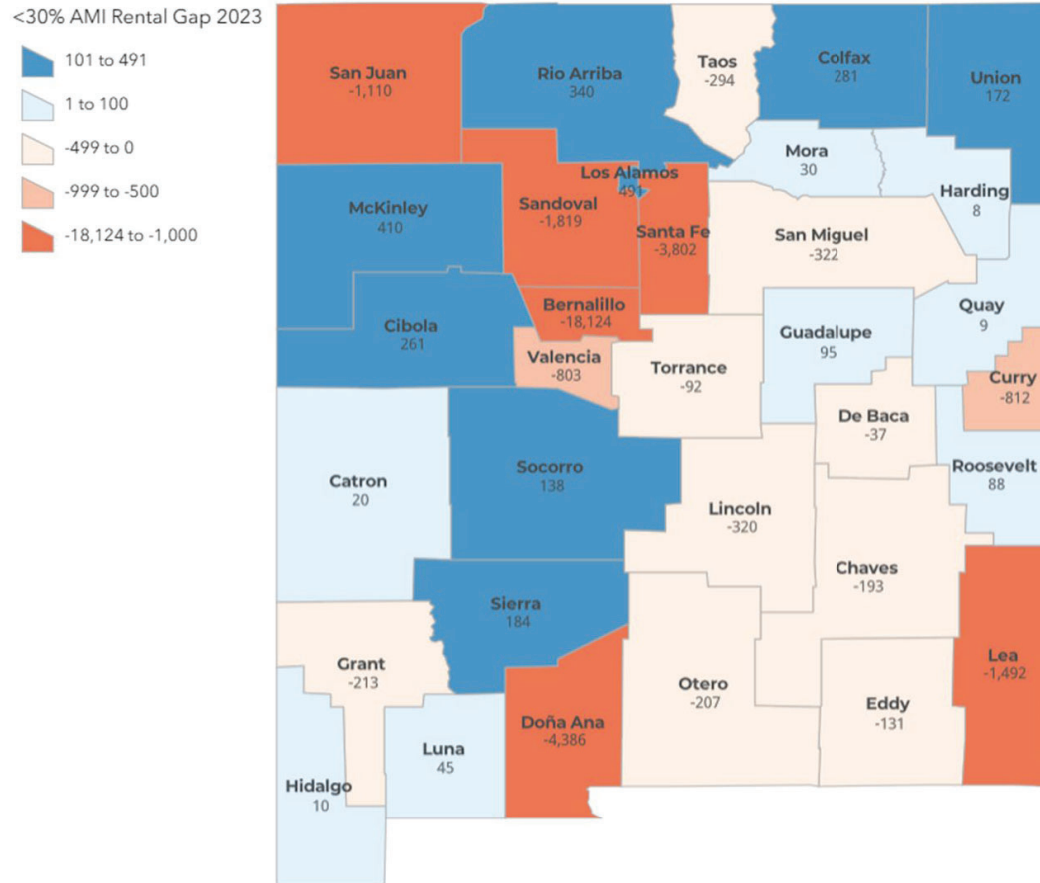 <30% AMI Rental Gap 2023
101 to 491
1 to 100
-499 to 0
-999 to -500
-18,124 to -1,000
San Juan
-1,110
Rio Arriba
340
Taos
-294
Colfax
281
Union
172
Mora
30
Harding
8
Los Alamos
491
McKinley
410
Sandoval
-1,819
Santa Fe
-3,802
San Miguel
-322
Bernalillo
-18,124
Cibola
261
Valencia
-803
Torrance
-92
Guadalupe
95
Quay
9
Curry
-812
De Baca
-37
Roosevelt
88
Catron
20
Socorro
138
Lincoln
-320
Chaves
-193
Sierra
184
Grant
-213
Lea
-1,492
Otero
-207
Eddy
-131
Doña Ana
-4,386
Luna
45
Hidalgo
10